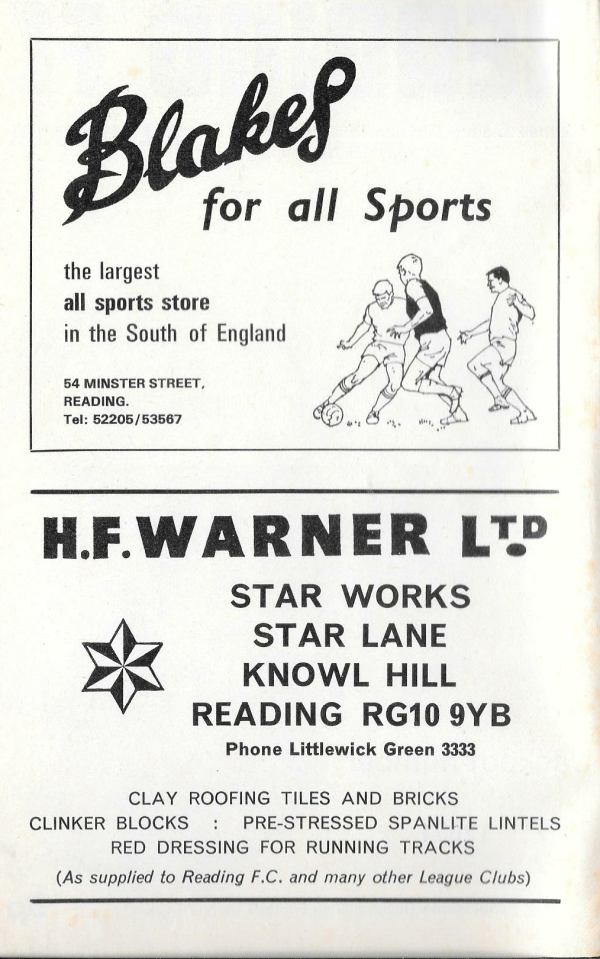 Blakes
for all Sports
the largest
all sports store
in the South of England
54 MINSTER STREET,
READING.
Tel: 52205/53567
H.F. WARNER LTD
STAR WORKS
STAR LANE
KNOWL HILL
READING RG10 9YB
Phone Littlewick Green 3333
CLAY ROOFING TILES AND BRICKS
CLINKER BLOCKS : PRE-STRESSED SPANLITE LINTELS
RED DRESSING FOR RUNNING TRACKS
(As supplied to Reading F.C. and many other League Clubs)